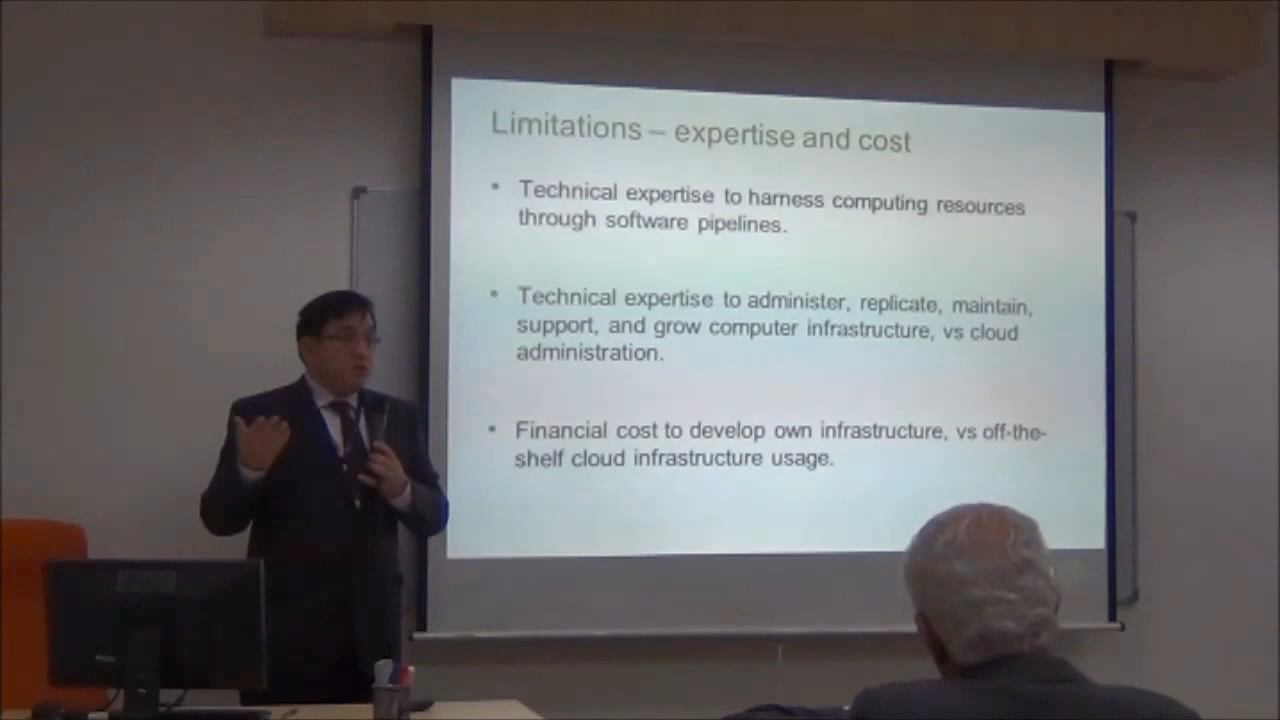 Limitations – expertise and cost
• Technical expertise to harness computing resources
through software pipelines.
• Technical expertise to administer, replicate, maintain,
support, and grow computer infrastructure, vs cloud
administration.
• Financial cost to develop own infrastructure, vs off-the-
shelf cloud infrastructure usage.